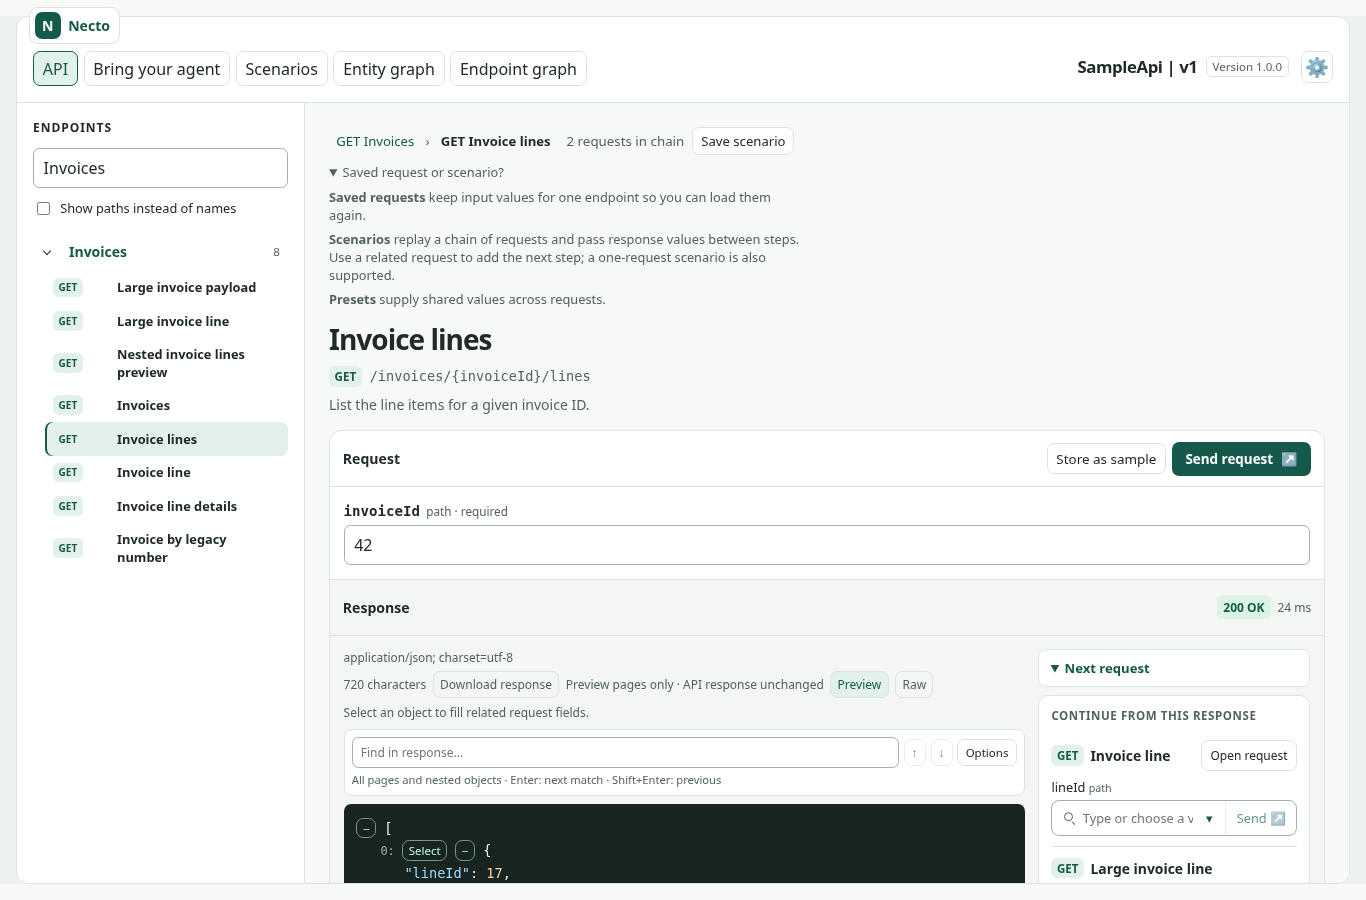 N Necto
API Bring your agent Scenarios Entity graph Endpoint graph
SampleApi | v1 Version 1.0.0
ENDPOINTS
Invoices
Show paths instead of names
Invoices 8
GET Large invoice payload
GET Large invoice line
GET Nested invoice lines
preview
GET Invoices
GET Invoice lines
GET Invoice line
GET Invoice line details
GET Invoice by legacy
number
GET Invoices › GET Invoice lines 2 requests in chain Save scenario
▼ Saved request or scenario?
Saved requests keep input values for one endpoint so you can load them
again.
Scenarios replay a chain of requests and pass response values between steps.
Use a related request to add the next step; a one-request scenario is also
supported.
Presets supply shared values across requests.
Invoice lines
GET /invoices/{invoiceId}/lines
List the line items for a given invoice ID.
Request Store as sample Send request ↗
invoiceId path · required
42
Response 200 OK 24 ms
application/json; charset=utf-8
720 characters Download response Preview pages only · API response unchanged Preview Raw
Select an object to fill related request fields.
Find in response... ↑ ↓ Options
All pages and nested objects · Enter: next match · Shift+Enter: previous
− [
0: Select − {
"lineId": 17,
▼ Next request
CONTINUE FROM THIS RESPONSE
GET Invoice line Open request
lineId path
Type or choose a v ▼ Send ↗
GET Large invoice line